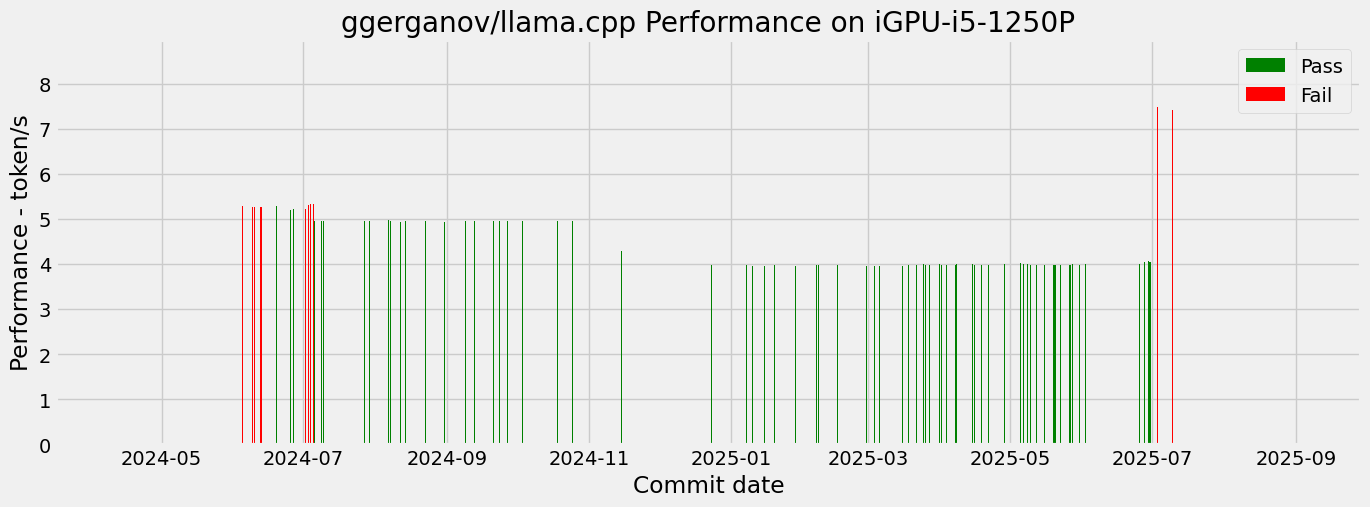 ggerganov/llama.cpp Performance on iGPU-i5-1250P
Pass
Fail
8
7
6
5
4
3
2
1
0
Performance - token/s
2024-05 2024-07 2024-09 2024-11 2025-01 2025-03 2025-05 2025-07 2025-09
Commit date